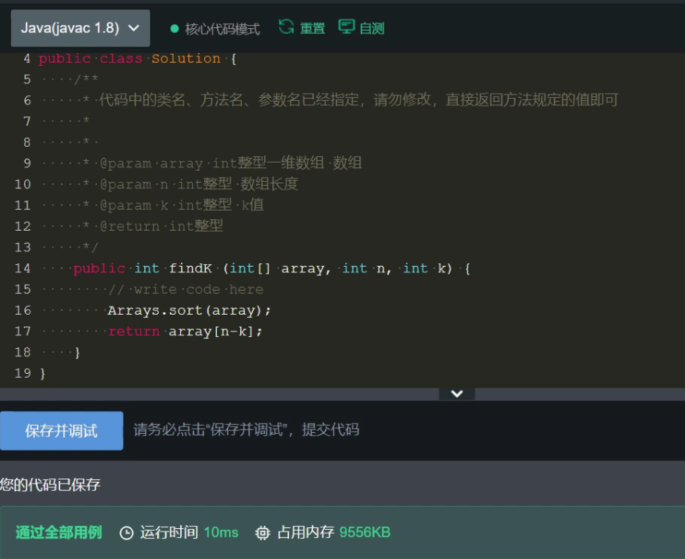 Java(javac 1.8) 核心代码模式 重置 自测
4 public class Solution {
5 /**
6 * 代码中的类名、方法名、参数名已经指定，请勿修改，直接返回方法规定的值即可
7 *
8 *
9 * @param array int整型一维数组 数组
10 * @param n int整型 数组长度
11 * @param k int整型 k值
12 * @return int整型
13 */
14 public int findK (int[] array, int n, int k) {
15 // write code here
16 Arrays.sort(array);
17 return array[n-k];
18 }
19 }
保存并调试 请务必点击“保存并调试”，提交代码
您的代码已保存
通过全部用例 运行时间 10ms 占用内存 9556KB